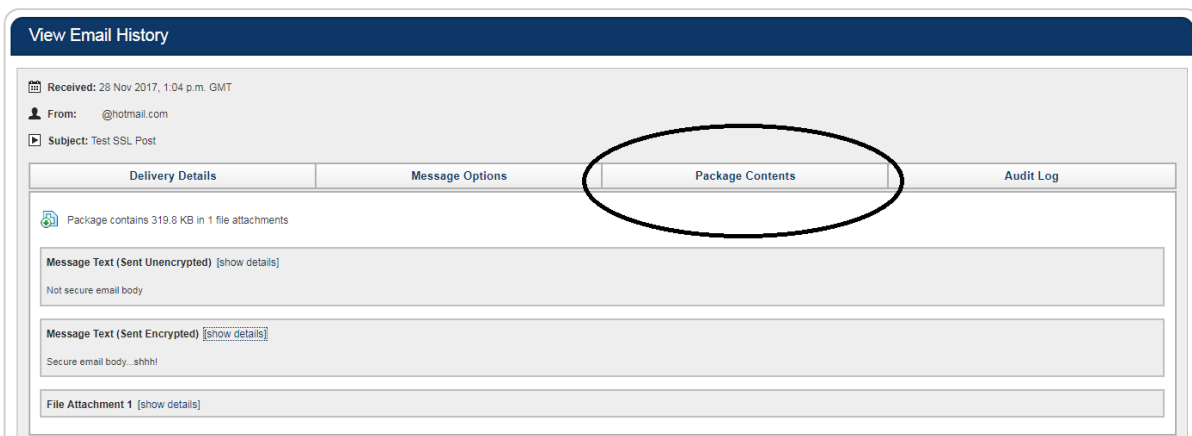 View Email History
Received: 28 Nov 2017, 1:04 p.m. GMT
From: @hotmail.com
Subject: Test SSL Post
Delivery Details Message Options Package Contents Audit Log
Package contains 319.8 KB in 1 file attachments
Message Text (Sent Unencrypted) [show details]
Not secure email body
Message Text (Sent Encrypted) [show details]
Secure email body...shhh!
File Attachment 1 [show details]